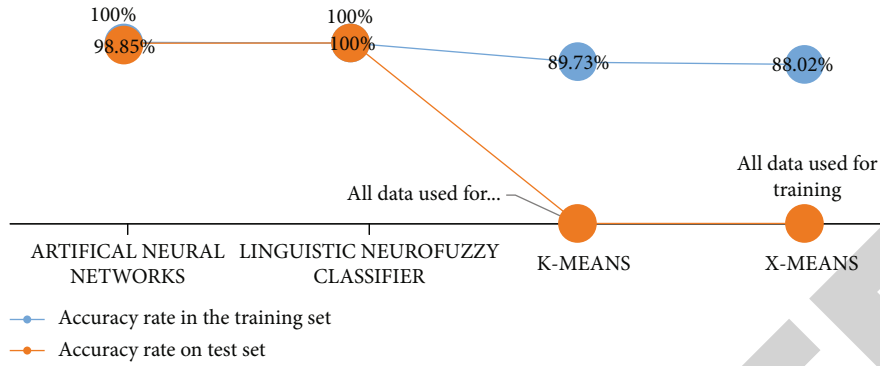 100%
98.85%
100%
100%
89.73%
88.02%
All data used for...
All data used for
training
ARTIFICAL NEURAL
NETWORKS
LINGUISTIC NEUROFUZZY
CLASSIFIER
K-MEANS
X-MEANS
Accuracy rate in the training set
Accuracy rate on test set